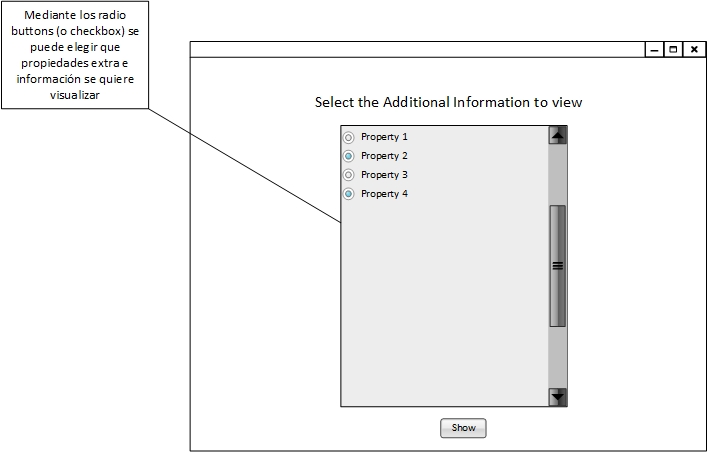 Mediante los radio
buttons (o checkbox) se
puede elegir que
propiedades extra e
información se quiere
visualizar
Select the Additional Information to view
Property 1
Property 2
Property 3
Property 4
Show